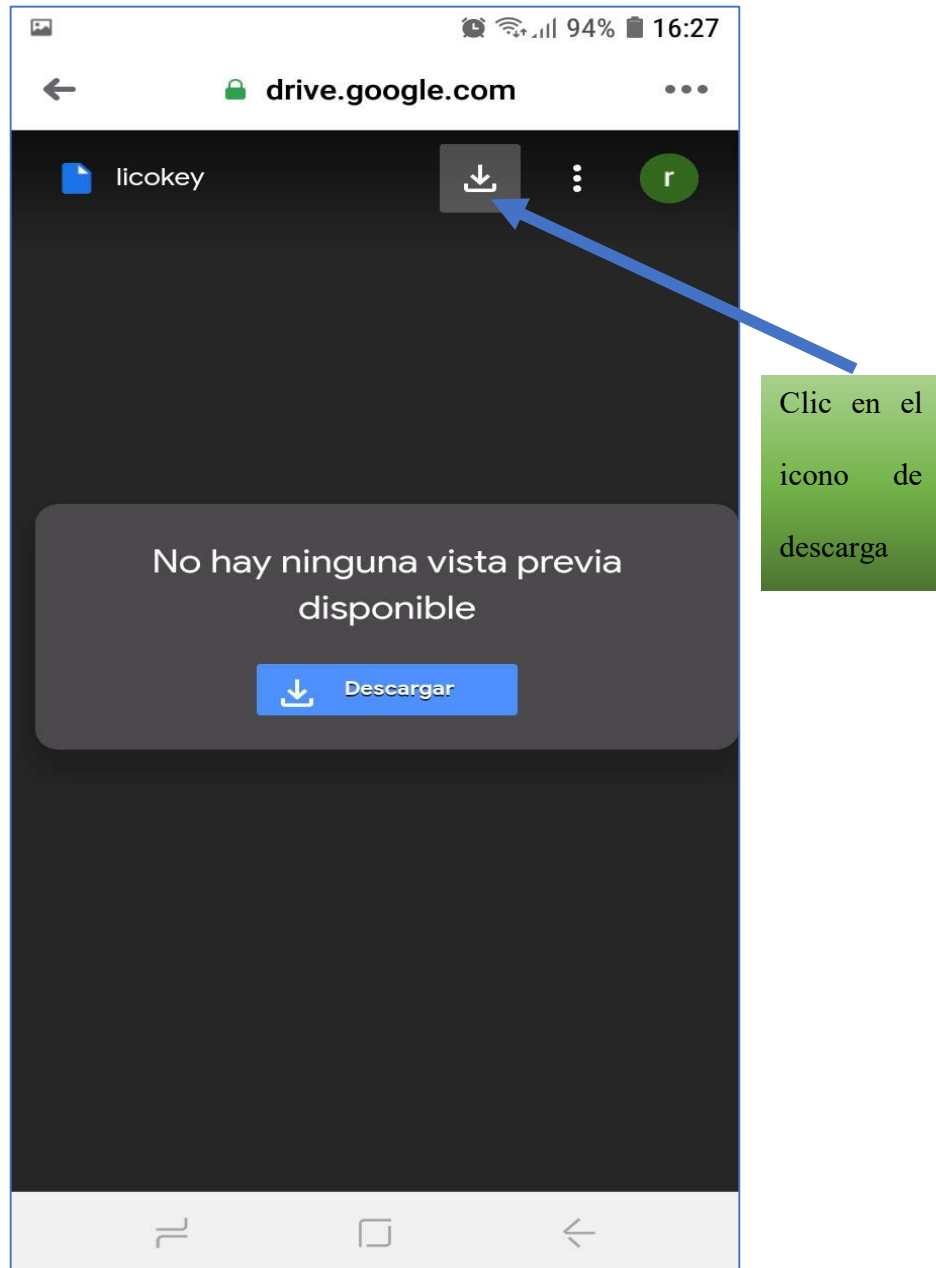 94% 16:27
drive.google.com
licokey
r
Clic en el
icono de
descarga
No hay ninguna vista previa
disponible
Descargar